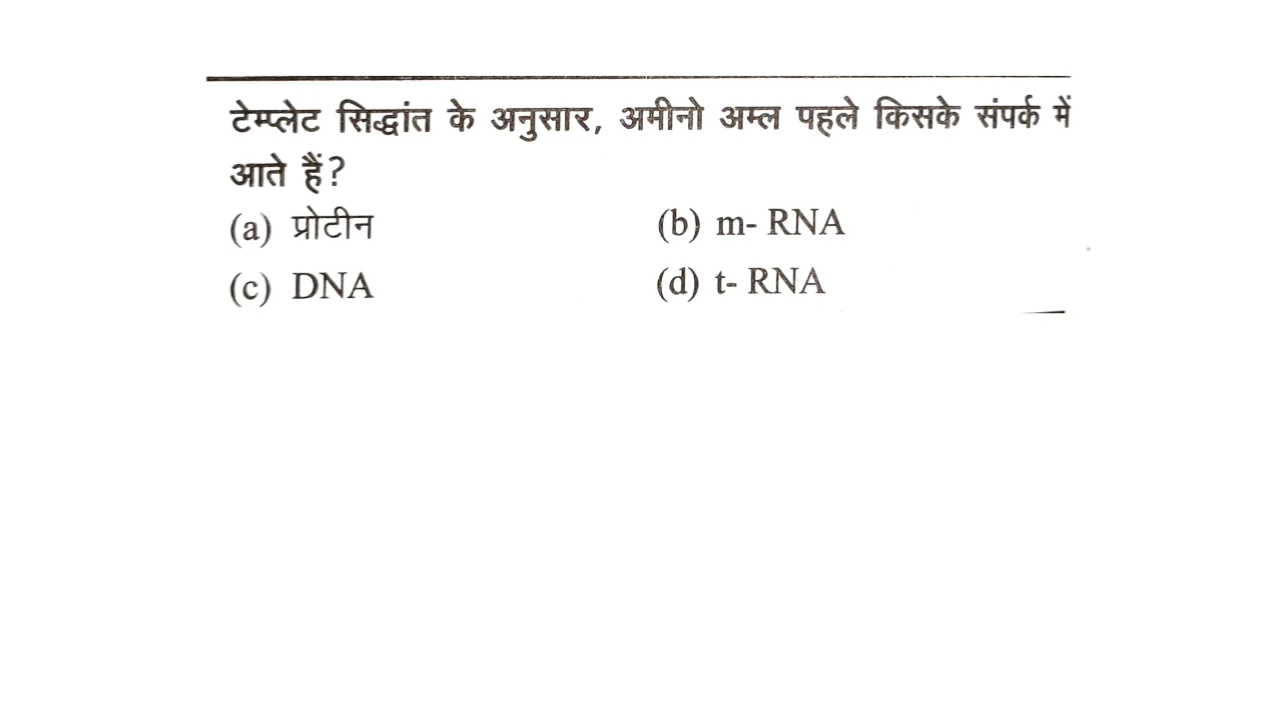 टेम्प्लेट सिद्धांत के अनुसार, अमीनो अम्ल पहले किसके संपर्क में
आते हैं?
(a) प्रोटीन (b) m- RNA
(c) DNA (d) t- RNA